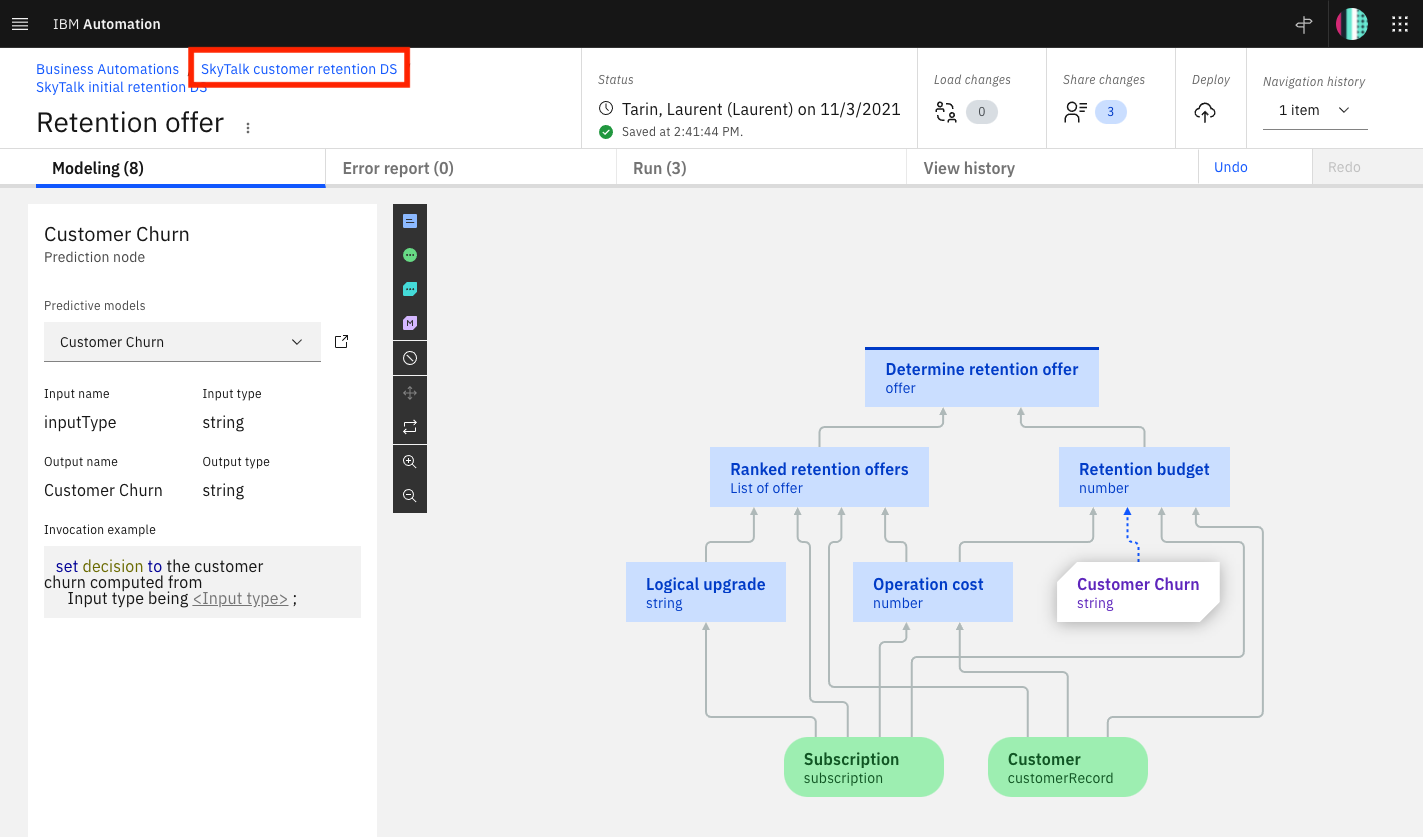 IBM Automation
Business Automations / SkyTalk customer retention DS
SkyTalk initial retention DS
Retention offer
Status
Tarin, Laurent (Laurent) on 11/3/2021
Saved at 2:41:44 PM.
Load changes
0
Share changes
3
Deploy
Navigation history
1 item
Modeling (8)
Error report (0)
Run (3)
View history
Undo
Redo
Customer Churn
Prediction node
Predictive models
Customer Churn
Input name Input type
inputType string
Output name Output type
Customer Churn string
Invocation example
set decision to the customer
churn computed from
Input type being <Input type> ;
M
Determine retention offer
offer
Ranked retention offers
List of offer
Retention budget
number
Logical upgrade
string
Operation cost
number
Customer Churn
string
Subscription
subscription
Customer
customerRecord